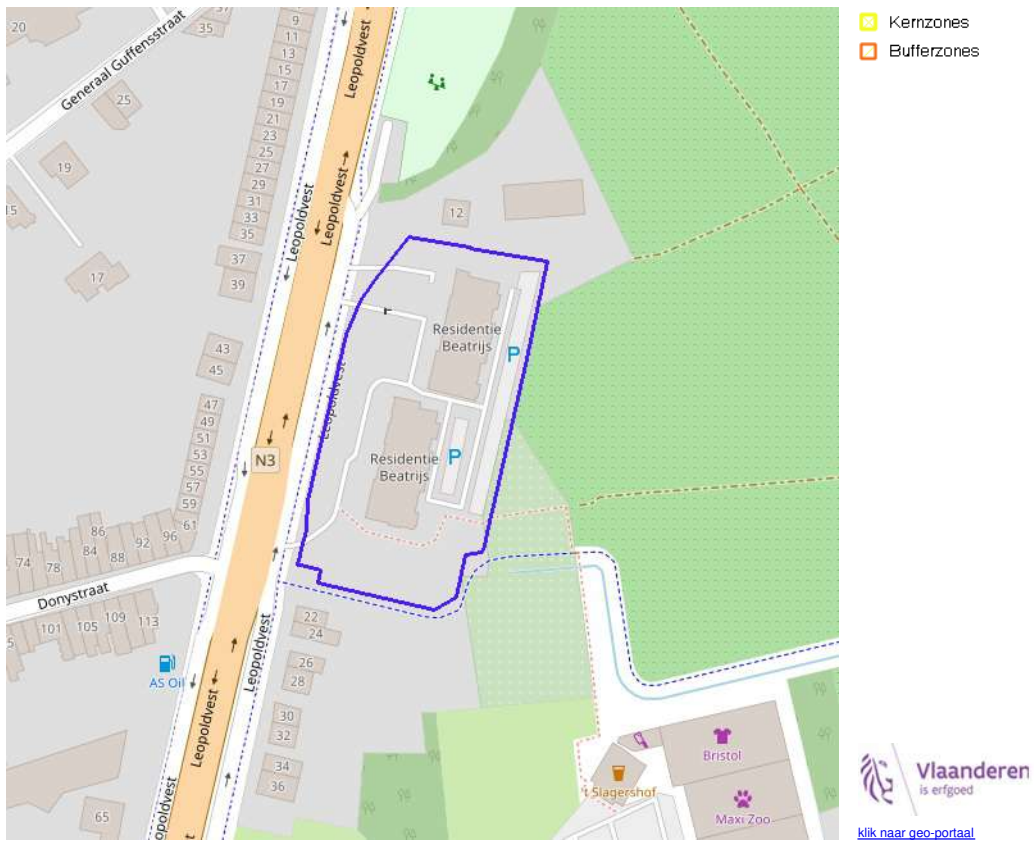 Kernzones
Bufferzones
20
Generaal Guffensstraat
35
25
19
15
17
9
11
13
15
17
19
21
23
25
27
29
31
33
35
37
39
43
45
47
49
51
53
55
57
59
61
Leopoldvest
Leopoldvest
Leopoldvest
Leopoldvest
12
Residentie
Beatrijs
P
Residentie
Beatrijs
P
N3
74
78
86
84
88
92
96
Donystraat
101
105
109
113
AS Oil
22
24
26
28
30
32
34
36
Leopoldvest
Leopoldvest
65
Bristol
't Slagershof
Maxi Zoo
Vlaanderen
is erfgoed
klik naar geo-portaal